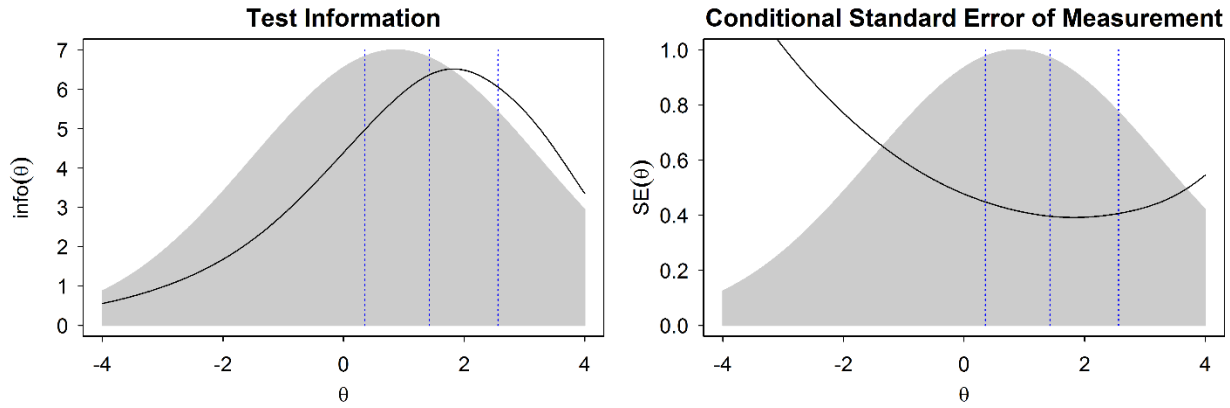 Test Information
info(θ)
7
6
5
4
3
2
1
0
-4 -2 0 2 4
θ
Conditional Standard Error of Measurement
SE(θ)
1.0
0.8
0.6
0.4
0.2
0.0
-4 -2 0 2 4
θ